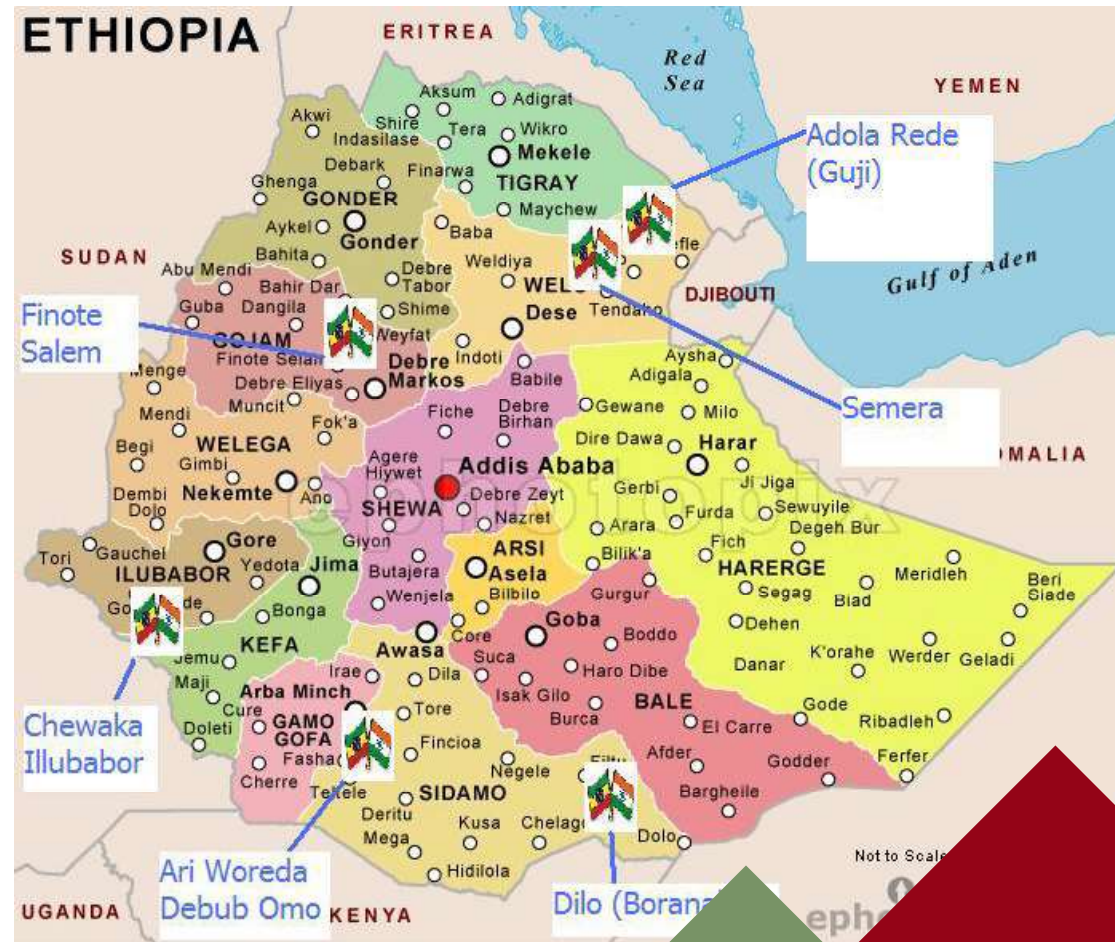 ETHIOPIA
ERITREA
Red
Sea
YEMEN
Aksum
Adigrat
Akwi
Shire
Indasilase
Tera
Wikro
Mekele
Adola Rede
(Guji)
Debark
Finarwa
TIGRAY
Ghenga
GONDER
Maychew
Aykel
Gonder
Baba
SUDAN
Bahita
Weldiya
Abu Mendi
Debre
Tabor
Gulf of Aden
Bahir Dar
DJIBOUTI
Guba
Dangila
Shime
Dese
Tendaho
Finote
Salem
GOJAM
Weyfat
Finote Selam
Debre
Markos
Indoti
Aysha
Menge
Debre Eliyas
Babile
Adigala
Semera
Muncit
Fiche
Debre
Birhan
Gewane
Milo
Mendi
Fok'a
Dire Dawa
Harar
Begi
WELEGA
Agere
Hiywet
Addis Ababa
Gimbi
Ji Jiga
Dembi
Dolo
Nekemte
Ano
Debre Zeyt
Gerbi
Sewuyile
SHEWA
Nazret
Furda
Degeh Bur
Gore
Giyon
ARSI
Arara
Tori
Gauchel
Jima
Fich
ILUBABOR
Yedota
Butajera
Asela
Bilik'a
HARERGE
Meridleh
Beri
Siade
Wenjela
Bilbilo
Gurgur
Segag
Biad
Bonga
Core
Goba
Boddo
Dehen
KEFA
Awasa
Jemu
Irae
Dila
Suca
Haro Dibe
Danar
K'orahe
Werder
Geladi
Maji
Arba Minch
Isak Gilo
Chewaka
Illubabor
Cure
Tore
BALE
Gode
Doleti
GAMO
GOFA
Burca
El Carre
Ribadleh
Fincioa
Afder
Ferfer
Cherre
Negele
Godder
SIDAMO
Bargheile
Deritu
Mega
Kusa
Dolo
Ari Woreda
Debub Omo
Hidilola
Not to Scale
UGANDA
KENYA
Dilo (Borana